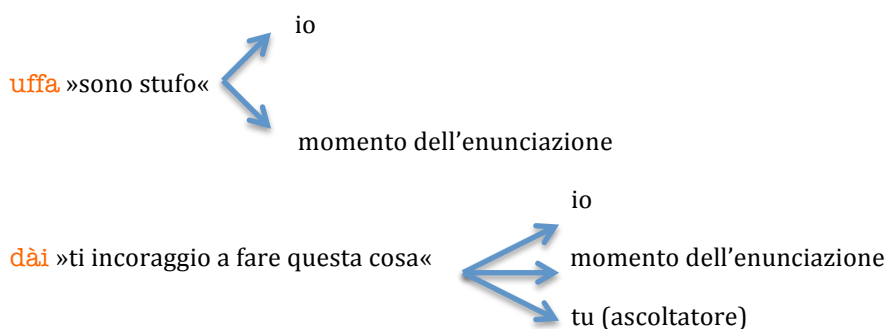 io
uffa »sono stufo«
momento dell’enunciazione
io
dài »ti incoraggio a fare questa cosa«
momento dell’enunciazione
tu (ascoltatore)